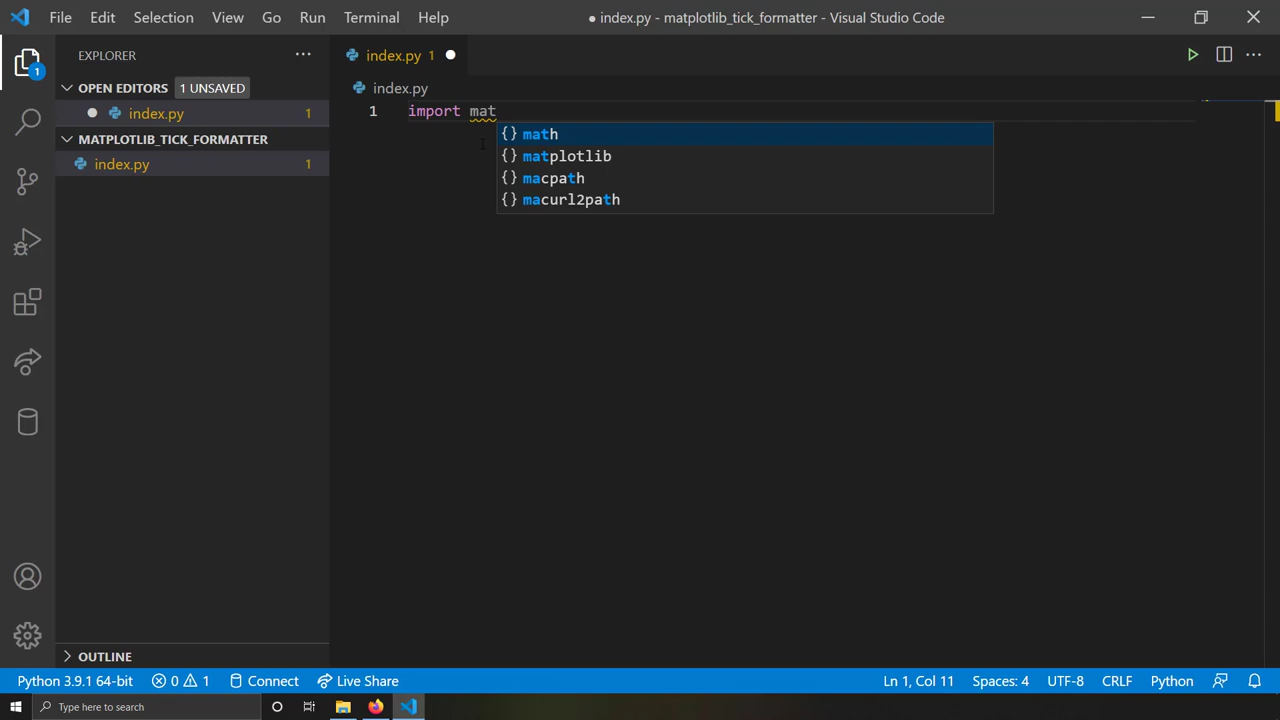 File Edit Selection View Go Run Terminal Help
● index.py - matplotlib_tick_formatter - Visual Studio Code
EXPLORER
index.py 1
1
OPEN EDITORS 1 UNSAVED
index.py
index.py 1
1 import mat
math
MATPLOTLIB_TICK_FORMATTER
matplotlib
index.py 1
macpath
macurl2path
OUTLINE
Python 3.9.1 64-bit 0 1 Connect Live Share
Ln 1, Col 11 Spaces: 4 UTF-8 CRLF Python
Type here to search